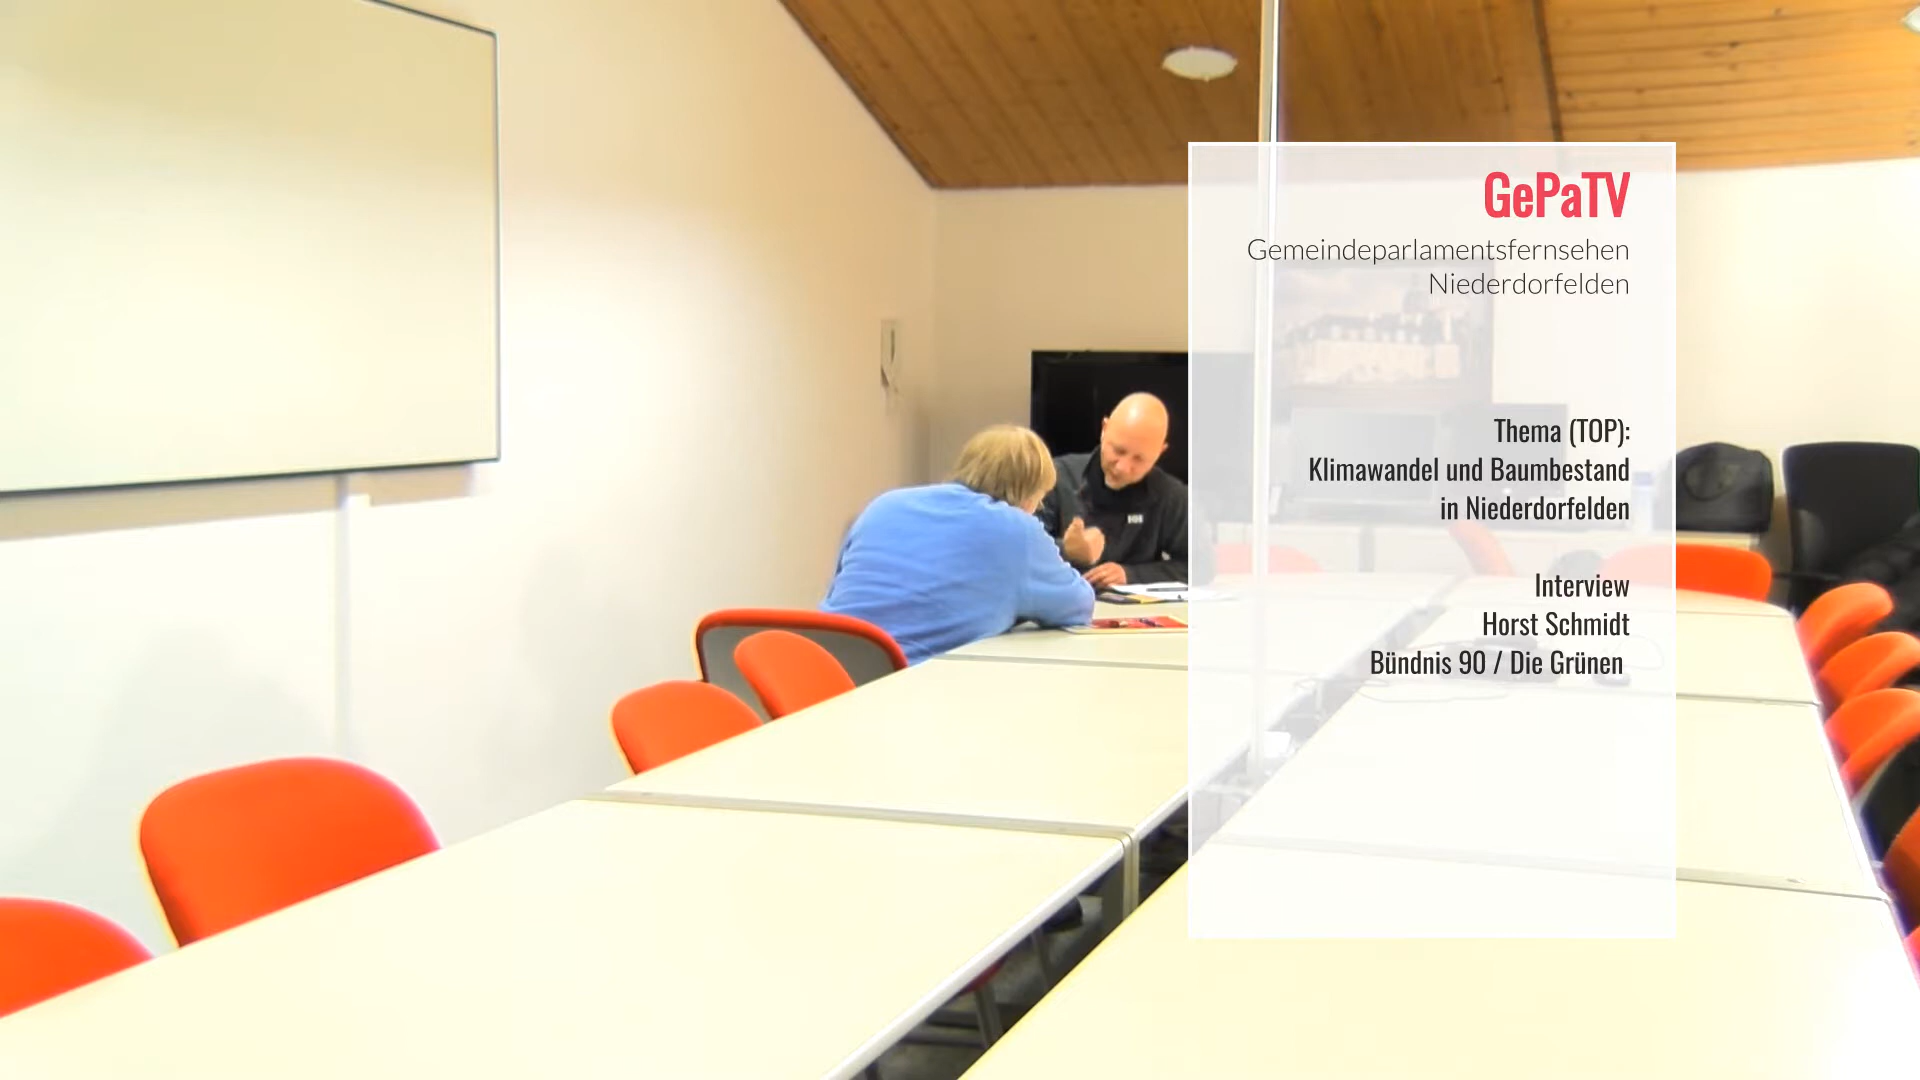 GePaTV
Gemeindeparlamentsfernsehen
Niederdorfelden
Thema (TOP):
Klimawandel und Baumbestand
in Niederdorfelden
Interview
Horst Schmidt
Bündnis 90 / Die Grünen